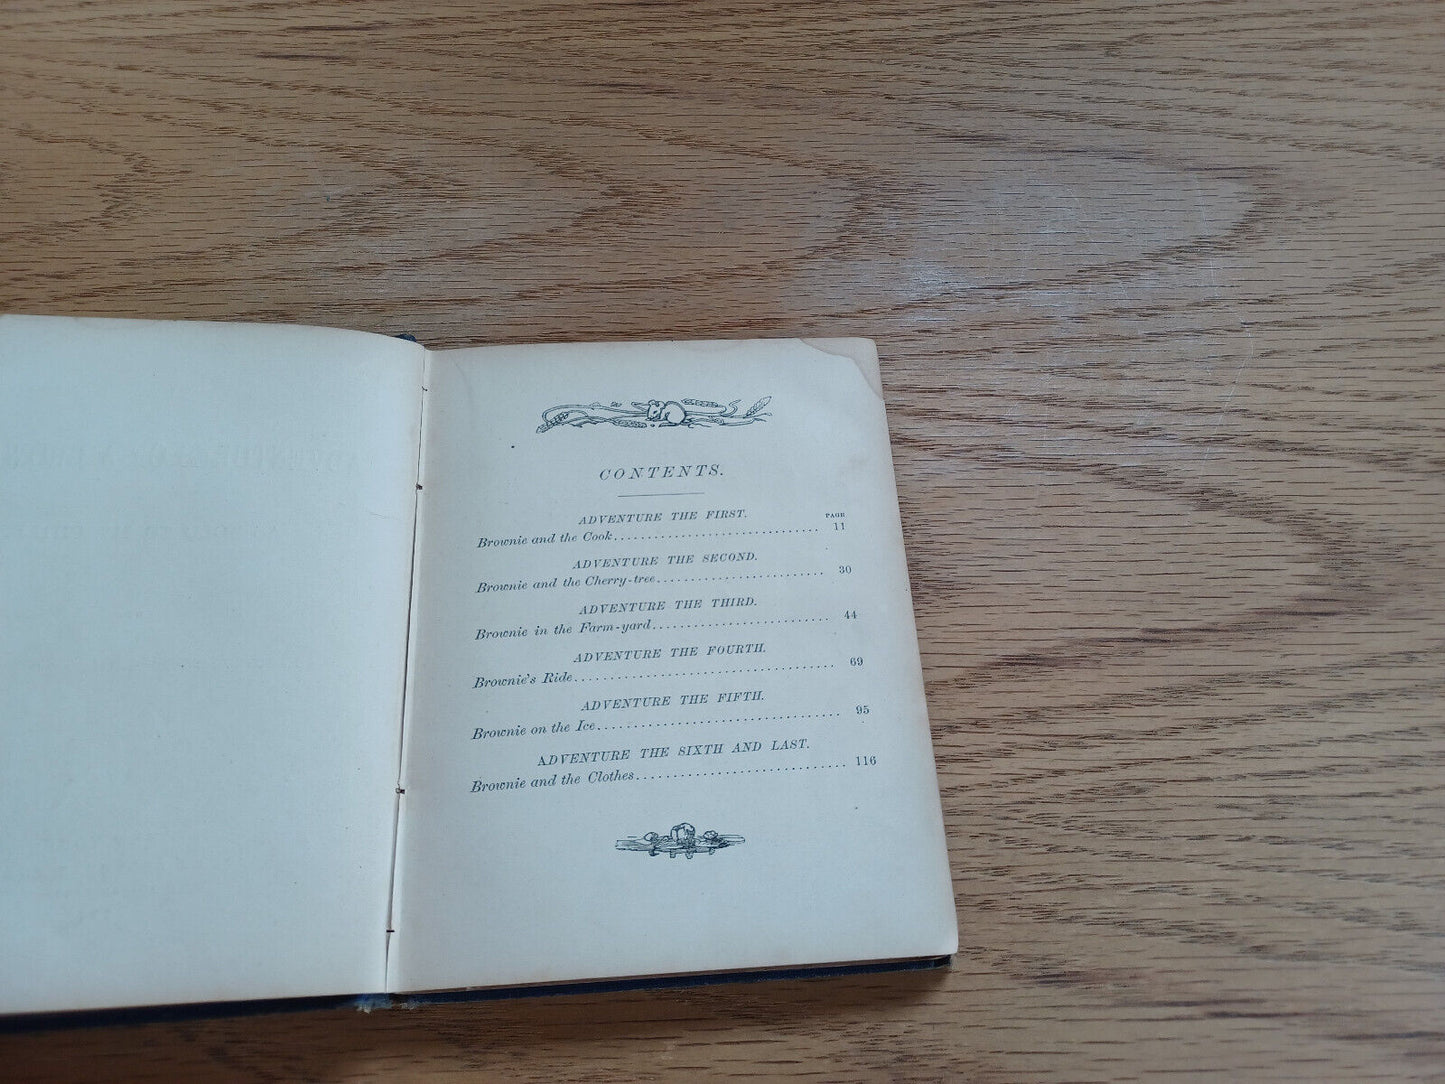 CONTENTS.
ADVENTURE THE FIRST. PAGE
Brownie and the Cook.............................. 11
ADVENTURE THE SECOND.
Brownie and the Cherry-tree......................... 30
ADVENTURE THE THIRD.
Brownie in the Farm-yard.......................... 44
ADVENTURE THE FOURTH.
Brownie's Ride..................................... 69
ADVENTURE THE FIFTH.
Brownie on the Ice.................................. 95
ADVENTURE THE SIXTH AND LAST.
Brownie and the Clothes............................. 116